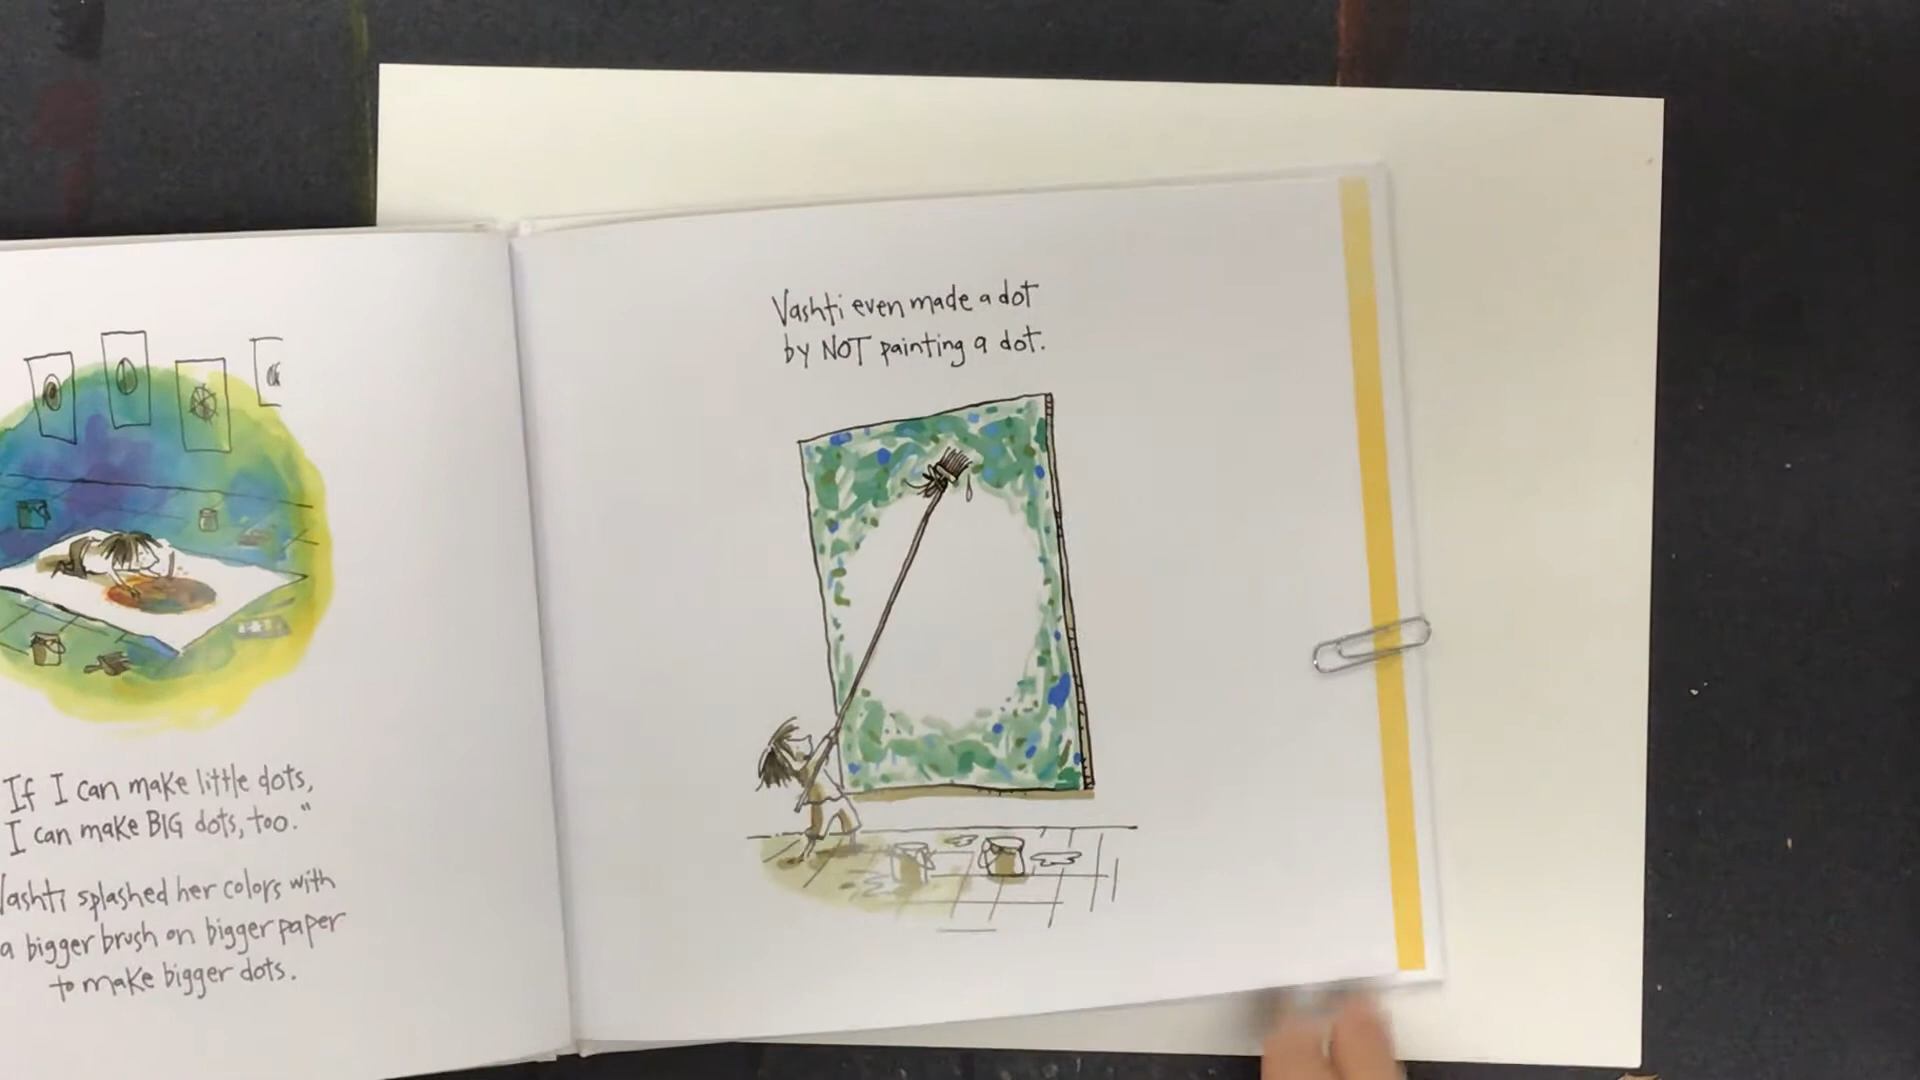 If I can make little dots,
I can make BIG dots, too."
Vashti splashed her colors with
a bigger brush on bigger paper
to make bigger dots.
Vashti even made a dot
by NOT painting a dot.